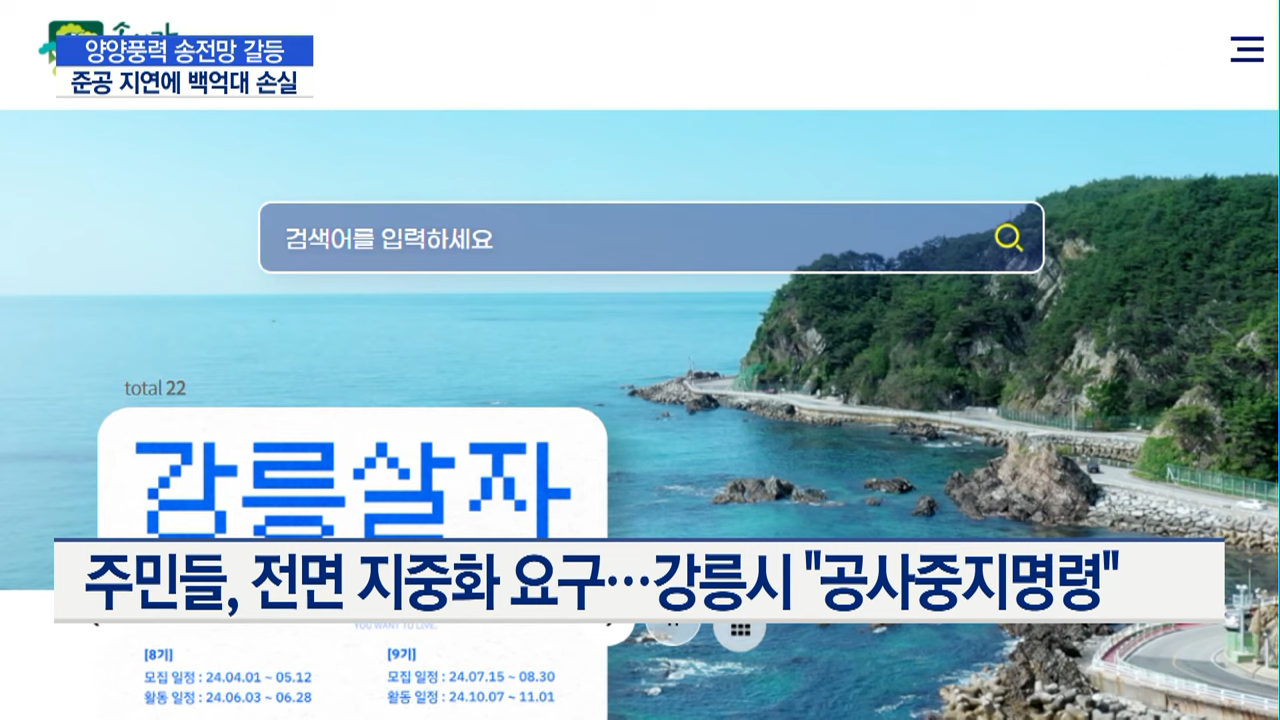 양양풍력 송전망 갈등
준공 지연에 백억대 손실
검색어를 입력하세요
total 22
강릉살자
주민들, 전면 지중화 요구…강릉시 "공사중지명령"
YOU WANT TO LIVE.
[8기]
모집 일정 : 24.04.01 ~ 05.12
활동 일정 : 24.06.03 ~ 06.28
[9기]
모집 일정 : 24.07.15 ~ 08.30
활동 일정 : 24.10.07 ~ 11.01